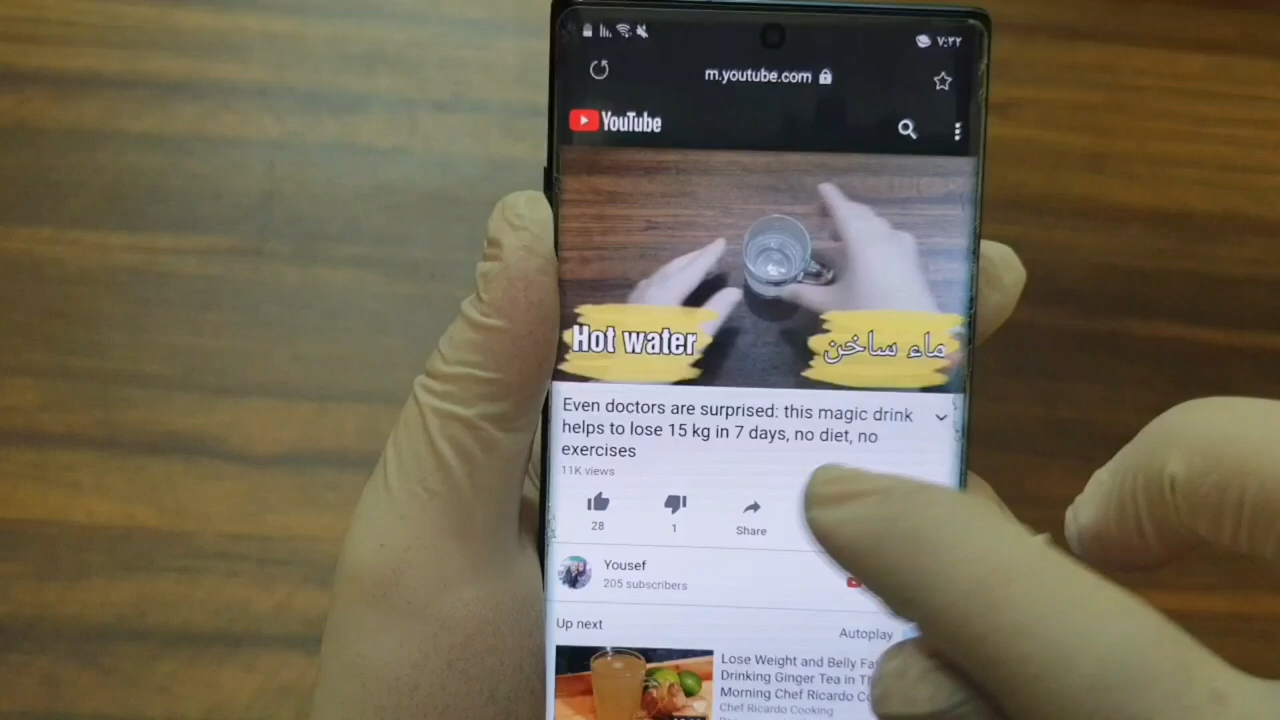 ٧:٣٢
m.youtube.com
YouTube
Hot water
ماء ساخن
Even doctors are surprised: this magic drink
helps to lose 15 kg in 7 days, no diet, no
exercises
11K views
28
1
Share
Yousef
205 subscribers
Up next
Autoplay
Lose Weight and Belly
Drinking Ginger Tea in
Morning Chef Ricardo
Chef Ricardo Cooking